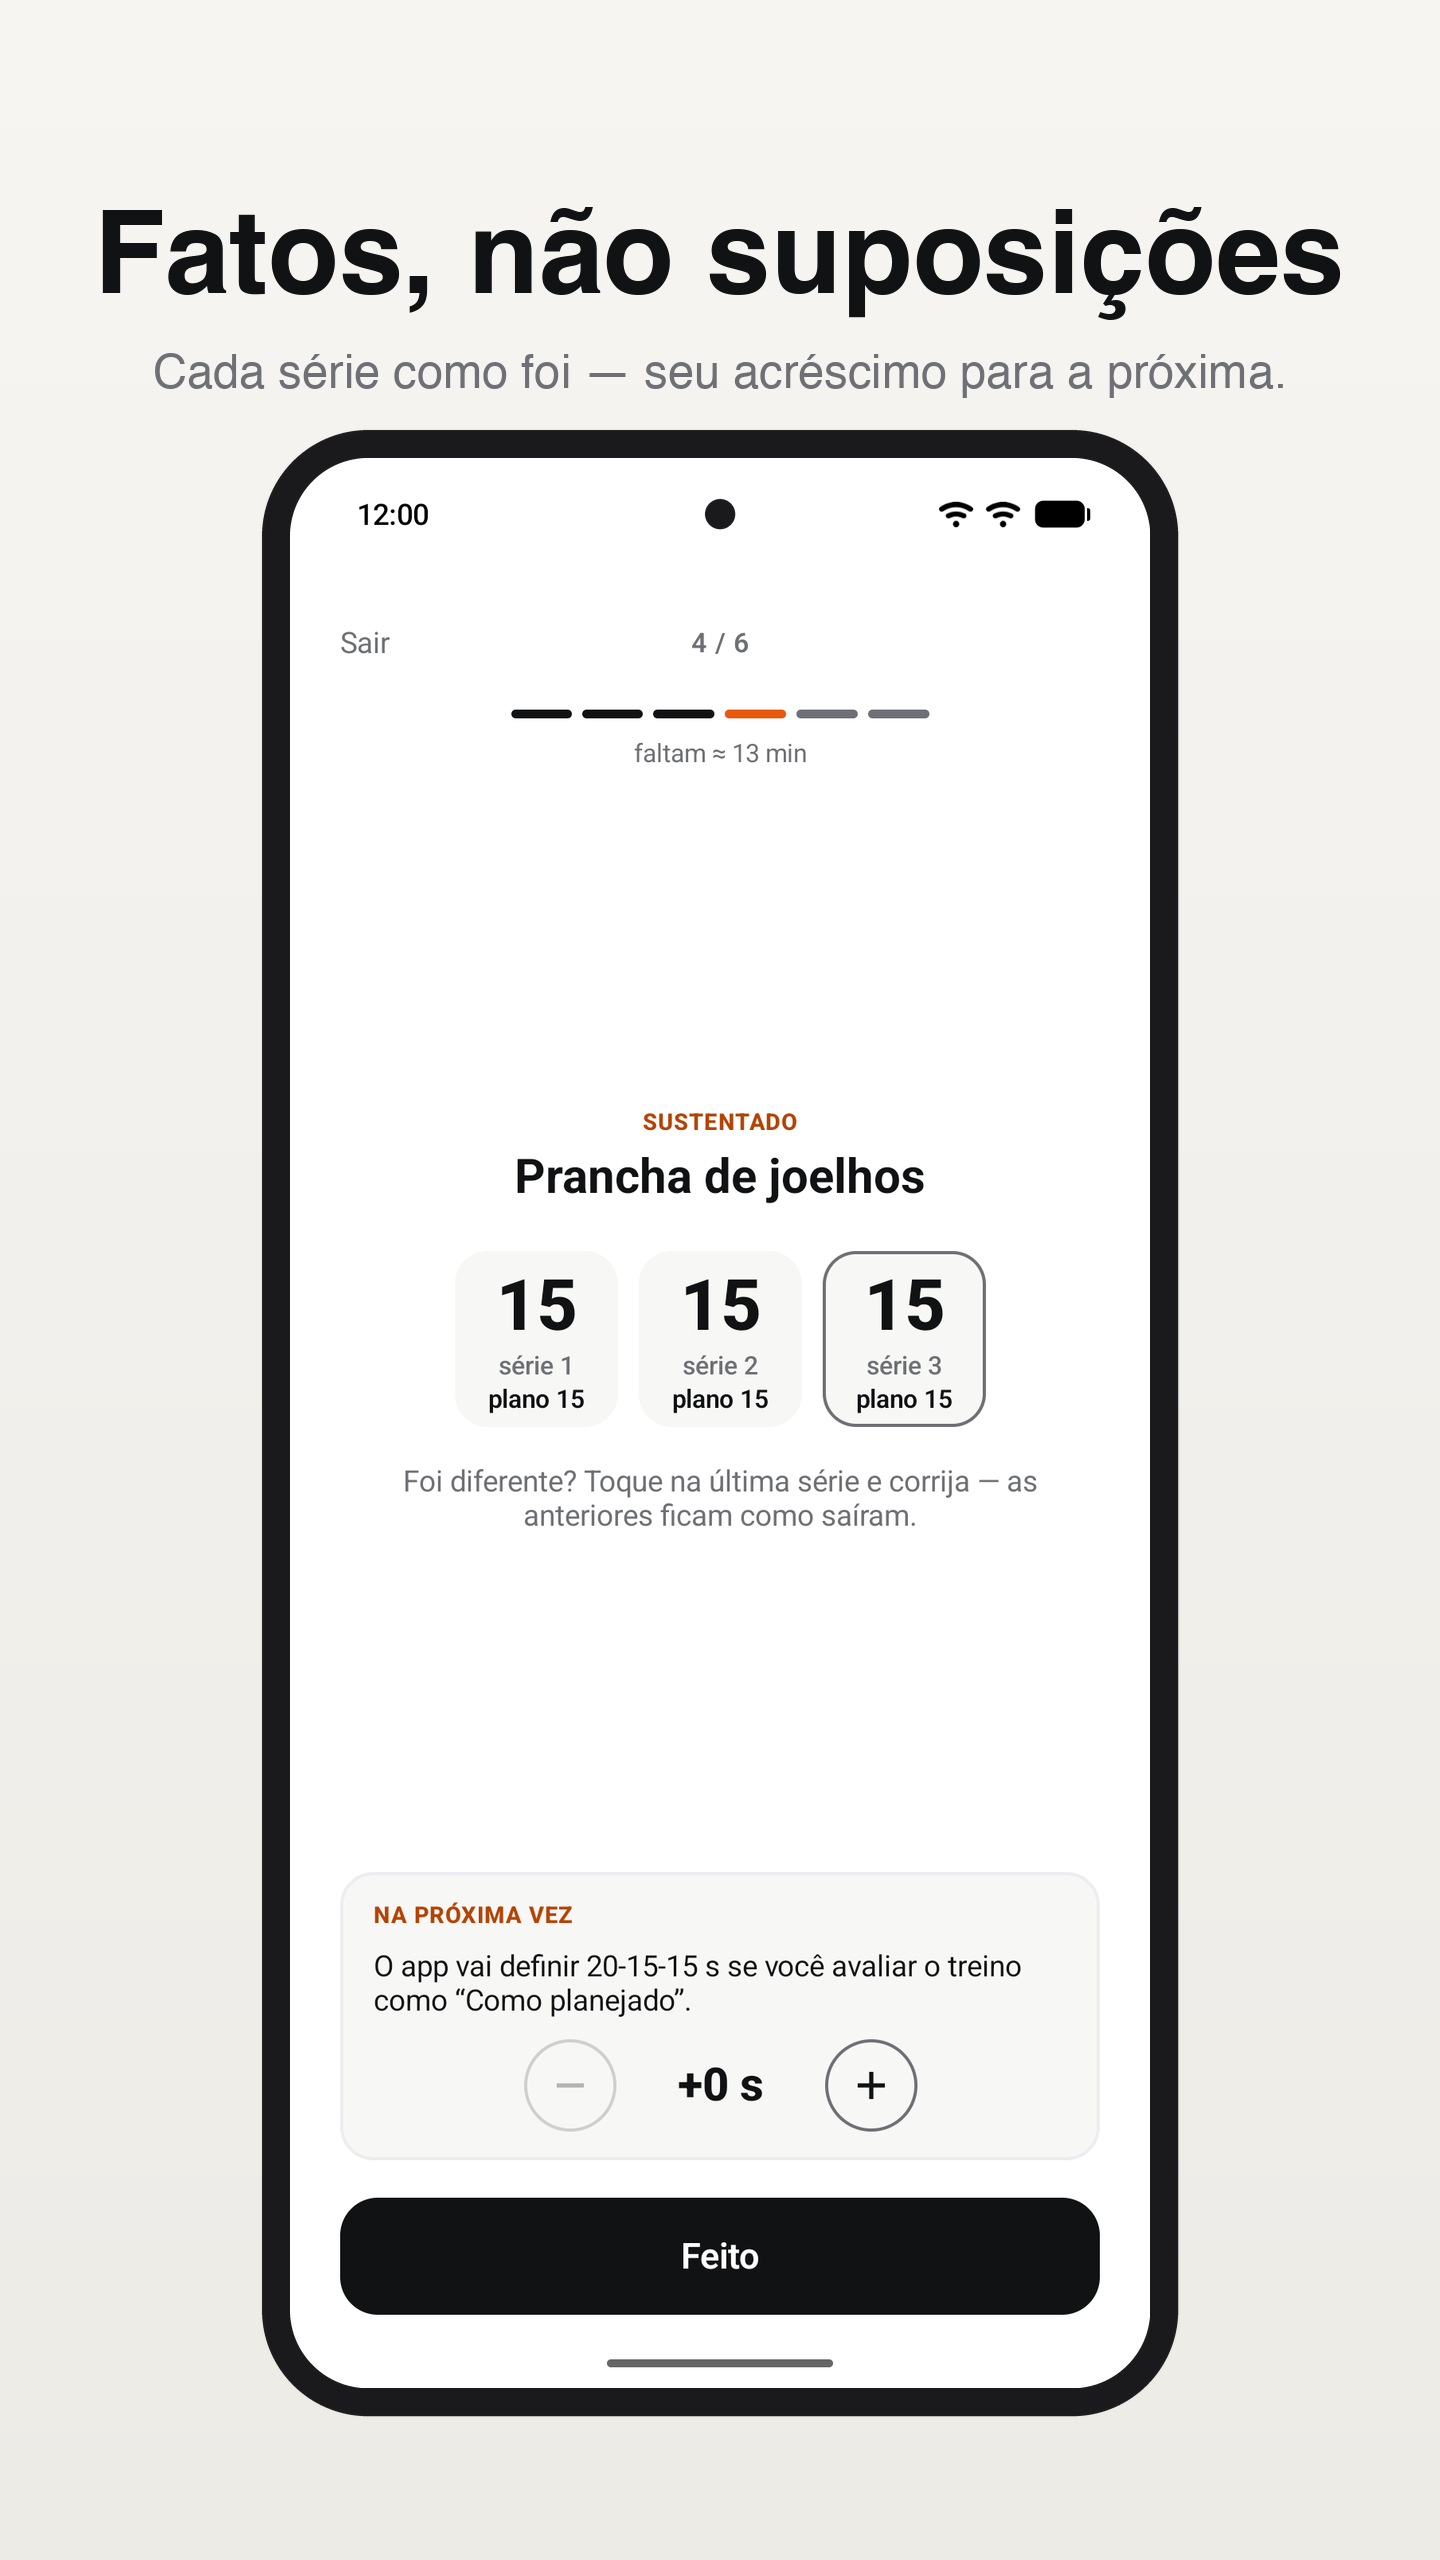 Fatos, não suposições
Cada série como foi — seu acréscimo para a próxima.
12:00
Sair
4 / 6
faltam ≈ 13 min
SUSTENTADO
Prancha de joelhos
15 15 15
série 1 série 2 série 3
plano 15 plano 15 plano 15
Foi diferente? Toque na última série e corrija — as
anteriores ficam como saíram.
NA PRÓXIMA VEZ
O app vai definir 20-15-15 s se você avaliar o treino
como “Como planejado”.
− +0 s +
Feito